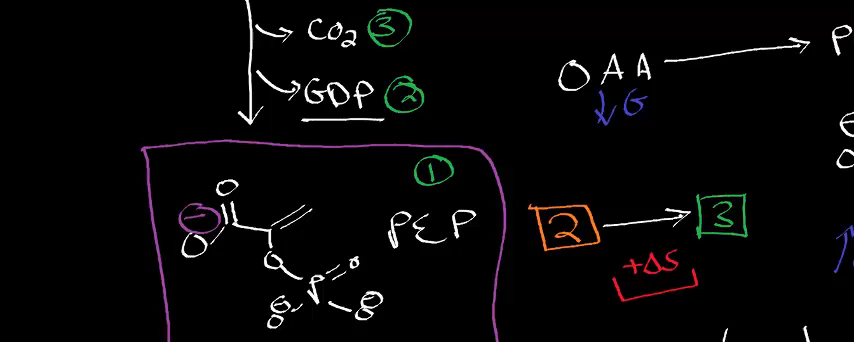 CO2 3
GDP 2
OAA
↓G
1
PEP
O
O
O
P=O
O
O
2 → 3
+ΔS